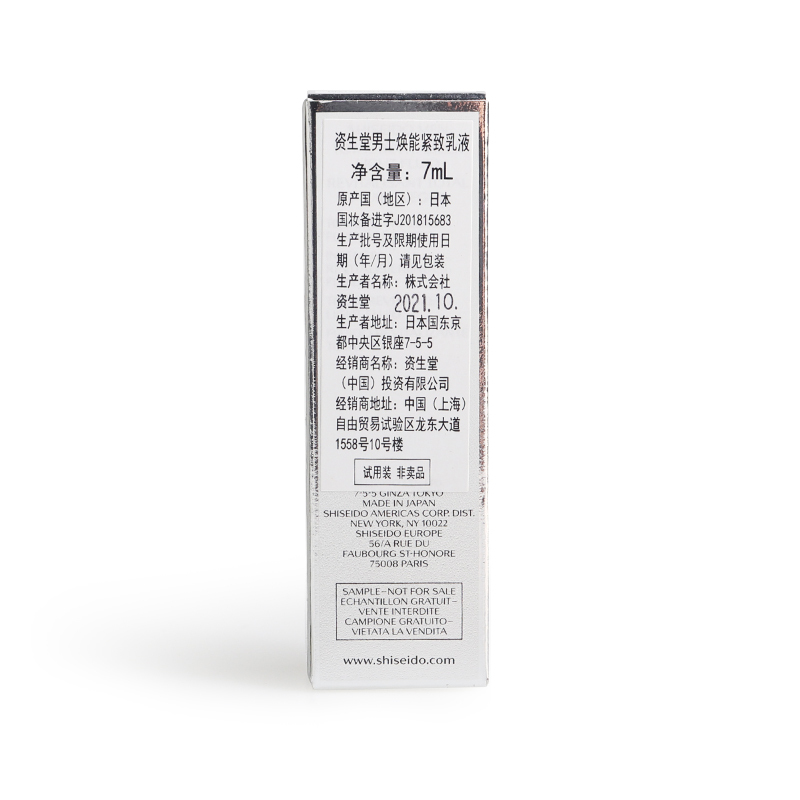 资生堂男士焕能紧致乳液
净含量：7mL
原产国（地区）：日本
国妆备进字J201815683
生产批号及限期使用日
期（年/月）请见包装
生产者名称：株式会社
资生堂 2021.10.
生产者地址：日本国东京
都中央区银座7-5-5
经销商名称：资生堂
（中国）投资有限公司
经销商地址：中国（上海）
自由贸易试验区龙东大道
1558号10号楼
试用装 非卖品
7-5-5 GINZA TOKYO
MADE IN JAPAN
SHISEIDO AMERICAS CORP. DIST.
NEW YORK, NY 10022
SHISEIDO EUROPE
56/A RUE DU
FAUBOURG ST-HONORE
75008 PARIS
SAMPLE-NOT FOR SALE
ECHANTILLON GRATUIT-
VENTE INTERDITE
CAMPIONE GRATUITO-
VIETATA LA VENDITA
www.shiseido.com